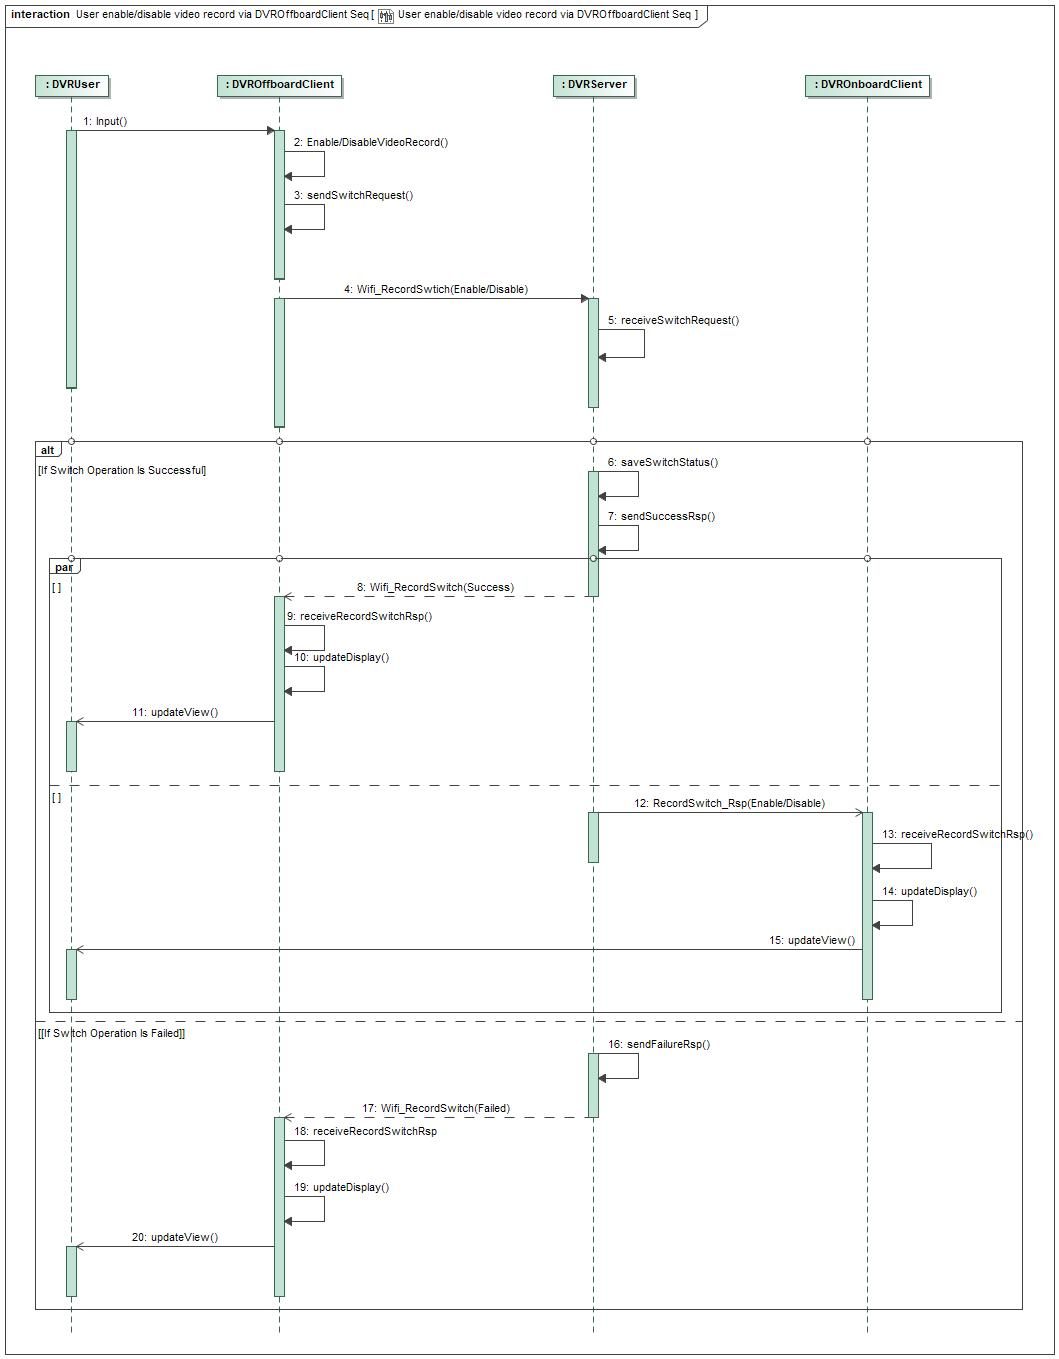 interaction User enable/disable video record via DVROffboardClient Seq [ User enable/disable video record via DVROffboardClient Seq ]
: DVRUser : DVROffboardClient : DVRServer : DVROnboardClient
1: Input()
2: Enable/DisableVideoRecord()
3: sendSwitchRequest()
4: Wifi_RecordSwtich(Enable/Disable)
5: receiveSwitchRequest()
alt
[If Switch Operation Is Successful]
6: saveSwitchStatus()
7: sendSuccessRsp()
par
[ ]
8: Wifi_RecordSwitch(Success)
9: receiveRecordSwitchRsp()
10: updateDisplay()
11: updateView()
[ ]
12: RecordSwitch_Rsp(Enable/Disable)
13: receiveRecordSwitchRsp()
14: updateDisplay()
15: updateView()
[[If Switch Operation Is Failed]]
16: sendFailureRsp()
17: Wifi_RecordSwitch(Failed)
18: receiveRecordSwitchRsp
19: updateDisplay()
20: updateView()